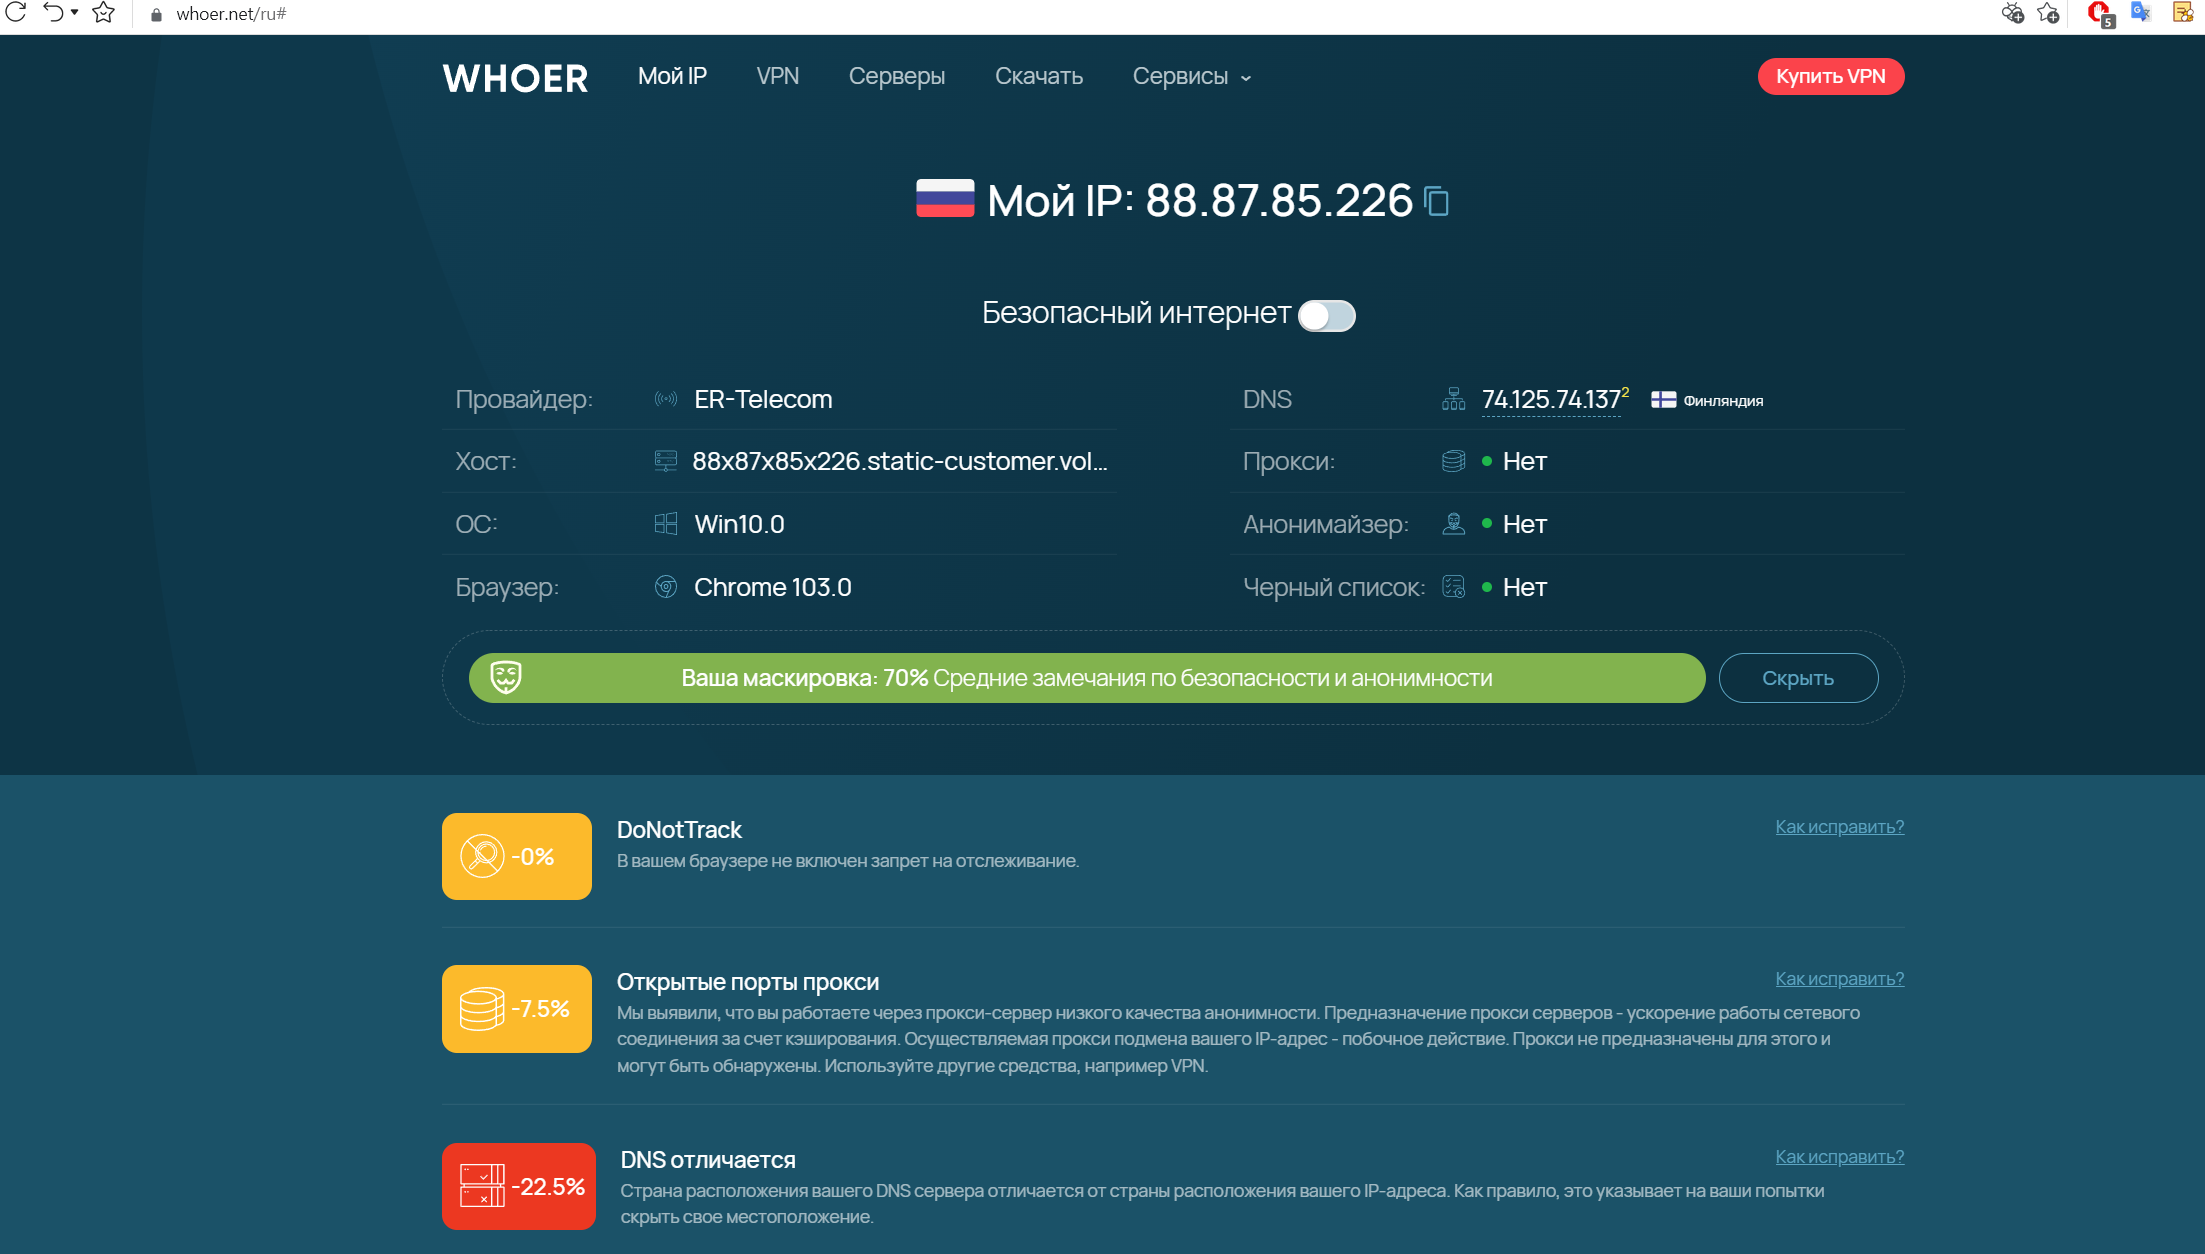 whoer.net/ru#
5
WHOER
Мой IP
VPN
Серверы
Скачать
Сервисы
Купить VPN
Мой IP: 88.87.85.226
Безопасный интернет
Провайдер: ER-Telecom
Хост: 88x87x85x226.static-customer.vol...
ОС: Win10.0
Браузер: Chrome 103.0
DNS 74.125.74.137 2 Финляндия
Прокси: Нет
Анонимайзер: Нет
Черный список: Нет
Ваша маскировка: 70% Средние замечания по безопасности и анонимности
Скрыть
-0%
DoNotTrack
Как исправить?
В вашем браузере не включен запрет на отслеживание.
-7.5%
Открытые порты прокси
Как исправить?
Мы выявили, что вы работаете через прокси-сервер низкого качества анонимности. Предназначение прокси серверов - ускорение работы сетевого
соединения за счет кэширования. Осуществляемая прокси подмена вашего IP-адрес - побочное действие. Прокси не предназначены для этого и
могут быть обнаружены. Используйте другие средства, например VPN.
-22.5%
DNS отличается
Как исправить?
Страна расположения вашего DNS сервера отличается от страны расположения вашего IP-адреса. Как правило, это указывает на ваши попытки
скрыть свое местоположение.